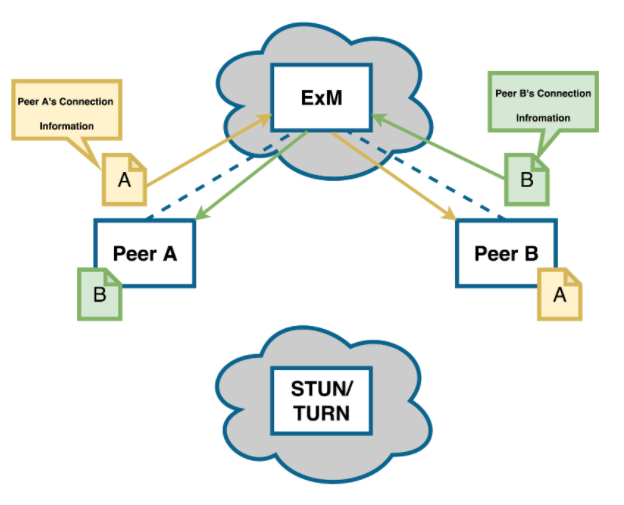 ExM
Peer A's Connection
Information
Peer B's Connection
Infromation
A
B
Peer A
Peer B
B
A
STUN/
TURN